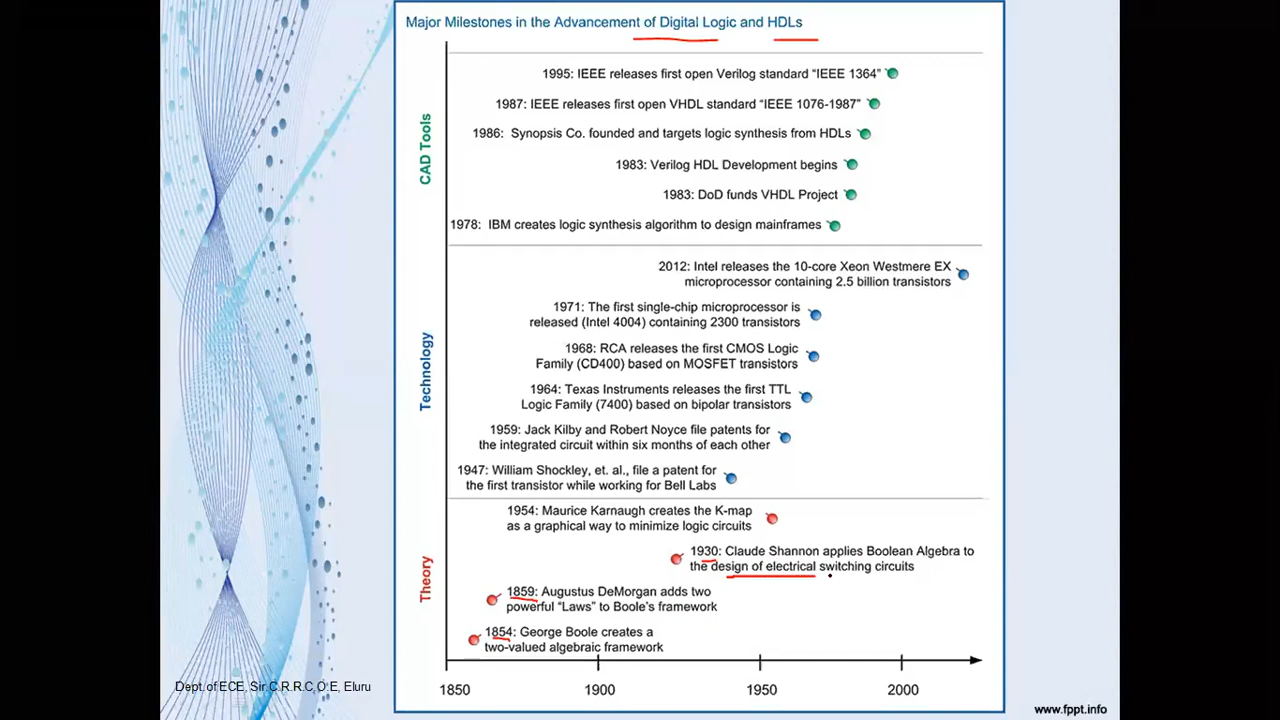 Major Milestones in the Advancement of Digital Logic and HDLs
CAD Tools
1995: IEEE releases first open Verilog standard “IEEE 1364”
1987: IEEE releases first open VHDL standard “IEEE 1076-1987”
1986: Synopsis Co. founded and targets logic synthesis from HDLs
1983: Verilog HDL Development begins
1983: DoD funds VHDL Project
1978: IBM creates logic synthesis algorithm to design mainframes
Technology
2012: Intel releases the 10-core Xeon Westmere EX
microprocessor containing 2.5 billion transistors
1971: The first single-chip microprocessor is
released (Intel 4004) containing 2300 transistors
1968: RCA releases the first CMOS Logic
Family (CD400) based on MOSFET transistors
1964: Texas Instruments releases the first TTL
Logic Family (7400) based on bipolar transistors
1959: Jack Kilby and Robert Noyce file patents for
the integrated circuit within six months of each other
1947: William Shockley, et. al., file a patent for
the first transistor while working for Bell Labs
Theory
1954: Maurice Karnaugh creates the K-map
as a graphical way to minimize logic circuits
1930: Claude Shannon applies Boolean Algebra to
the design of electrical switching circuits
1859: Augustus DeMorgan adds two
powerful “Laws” to Boole's framework
1854: George Boole creates a
two-valued algebraic framework
1850 1900 1950 2000
Dept. of ECE, Sir C.R.R.C.O.E, Eluru
www.fppt.info